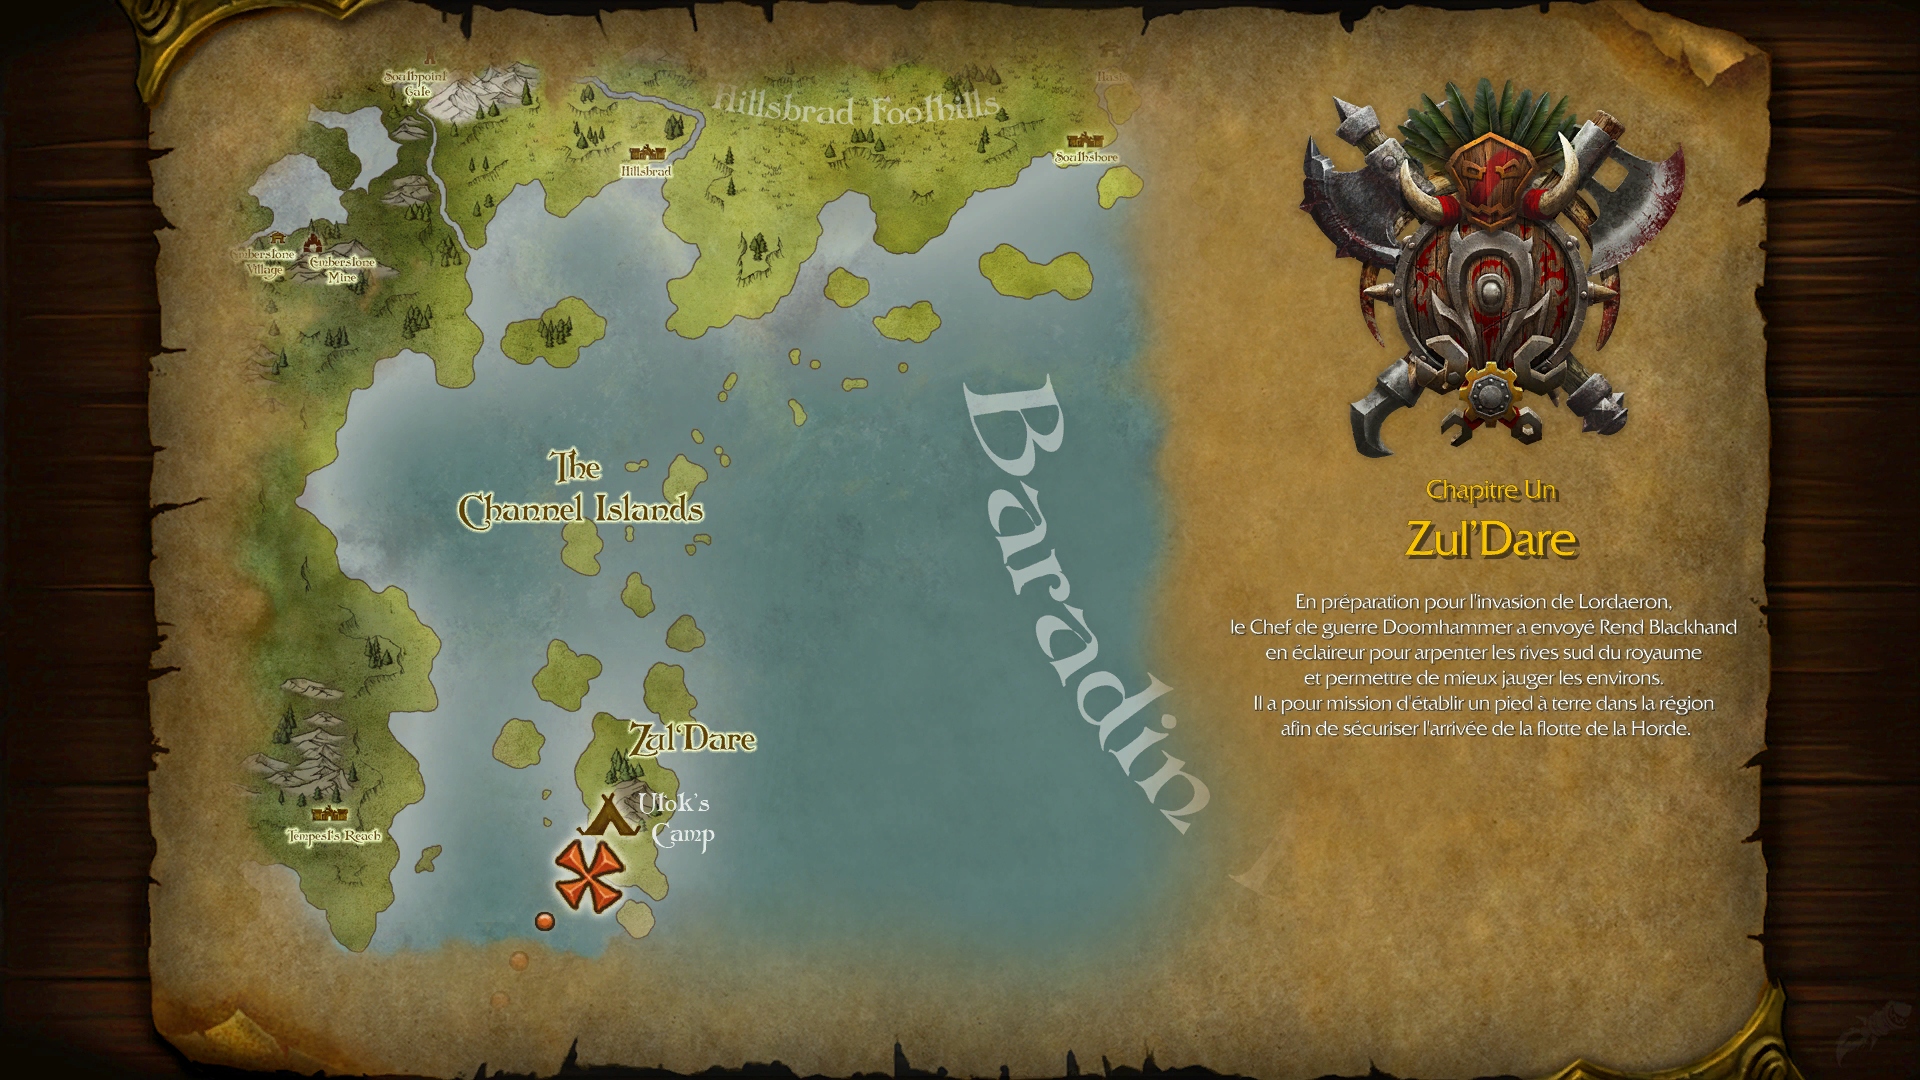 Southpoint
Gate
Hillsbrad Foothills
Hillsbrad
Southshore
Emberstone
Village
Emberstone
Mine
The
Channel Islands
Baradin
Zul'Dare
Ulok's
Camp
Tempest's Reach
Chapitre Un
Zul'Dare
En préparation pour l'invasion de Lordaeron,
le Chef de guerre Doomhammer a envoyé Rend Blackhand
en éclaireur pour arpenter les rives sud du royaume
et permettre de mieux jauger les environs.
Il a pour mission d'établir un pied à terre dans la région
afin de sécuriser l'arrivée de la flotte de la Horde.